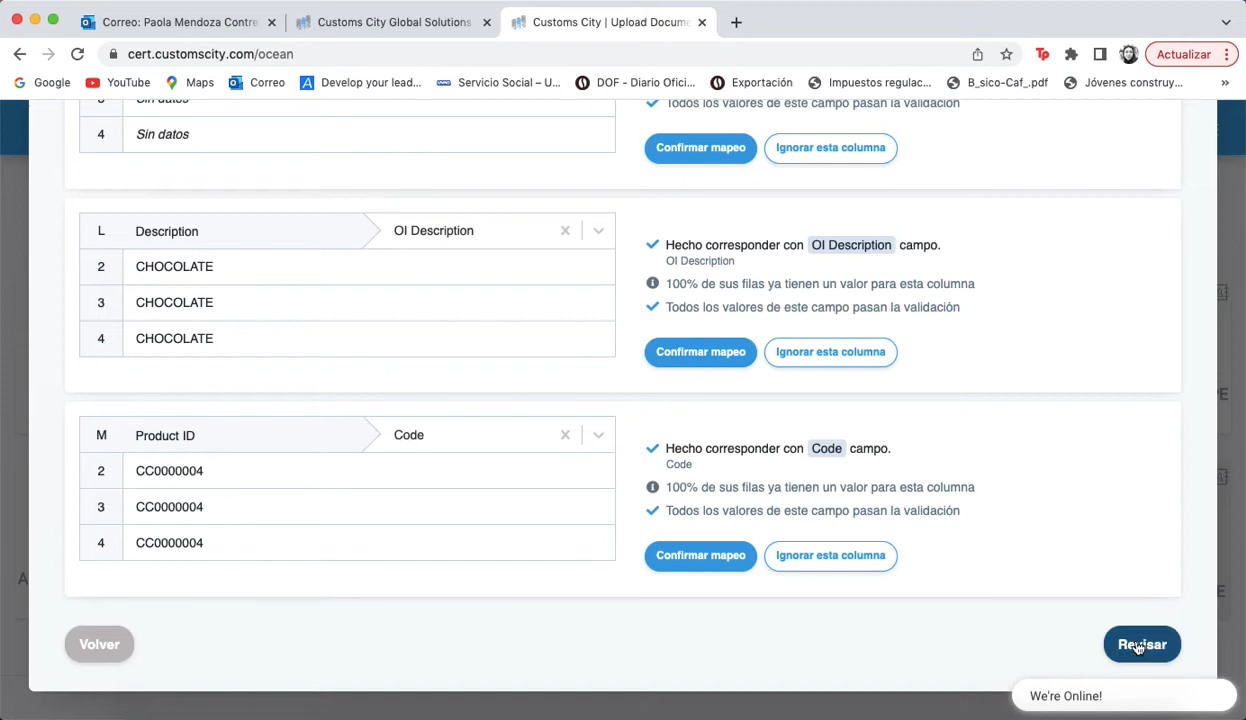 Correo: Paola Mendoza Contre
Customs City Global Solutions
Customs City | Upload Docume
cert.customscity.com/ocean
Actualizar
Google
YouTube
Maps
Correo
Develop your lead...
Servicio Social – U...
DOF - Diario Ofici...
Exportación
Impuestos regulac...
B_sico-Caf_.pdf
Jóvenes construy...
»
3 Sin datos
Todos los valores de este campo pasan la validación
4 Sin datos
Confirmar mapeo
Ignorar esta columna
L Description OI Description
2 CHOCOLATE
3 CHOCOLATE
4 CHOCOLATE
Hecho corresponder con OI Description campo.
OI Description
100% de sus filas ya tienen un valor para esta columna
Todos los valores de este campo pasan la validación
Confirmar mapeo
Ignorar esta columna
M Product ID Code
2 CC0000004
3 CC0000004
4 CC0000004
Hecho corresponder con Code campo.
Code
100% de sus filas ya tienen un valor para esta columna
Todos los valores de este campo pasan la validación
Confirmar mapeo
Ignorar esta columna
Volver
Revisar
We're Online!